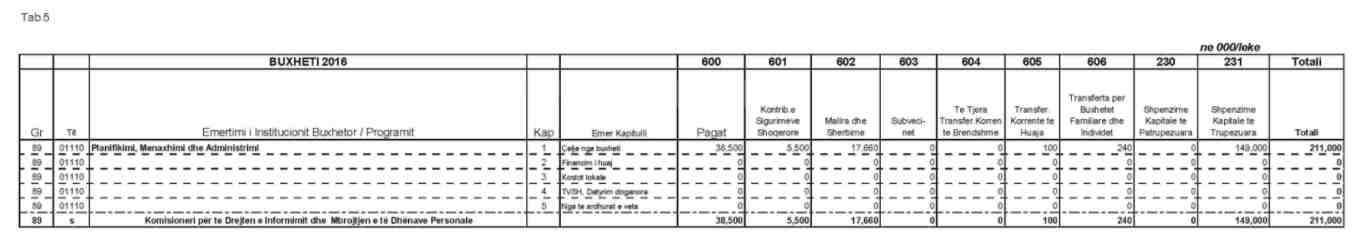 Tab.5
ne 000/leke
BUXHETI 2016 600 601 602 603 604 605 606 230 231 Totali
Gr Tit Emertimi i Institucionit Buxhetor / Programit Kap Emer Kapitulli Pagat Kontrib.e Sigurimeve Shoqerore Mallra dhe Sherbime Subveci-net Te Tjera Transfer.Korren te Brendshme Transfer. Korrente te Huaja Transferta per Buxhetet Familiare dhe Individet Shpenzime Kapitale te Patrupezuara Shpenzime Kapitale te Trupezuara Totali
89 01110 Planifikimi, Menaxhimi dhe Administrimi 1 Çelje nga buxheti 38,500 5,500 17,660 0 0 100 240 0 149,000 211,000
89 01110 2 Financim i huaj 0 0 0 0 0 0 0 0 0 0
89 01110 3 Kostot lokale 0 0 0 0 0 0 0 0 0 0
89 01110 4 TVSH, Detyrim doganore 0 0 0 0 0 0 0 0 0 0
89 01110 5 Nga te ardhurat e veta 0 0 0 0 0 0 0 0 0 0
89 s Komisioneri per te Drejten e Informimit dhe Mbrojtjen e të Dhënave Personale 38,500 5,500 17,660 0 0 100 240 0 149,000 211,000